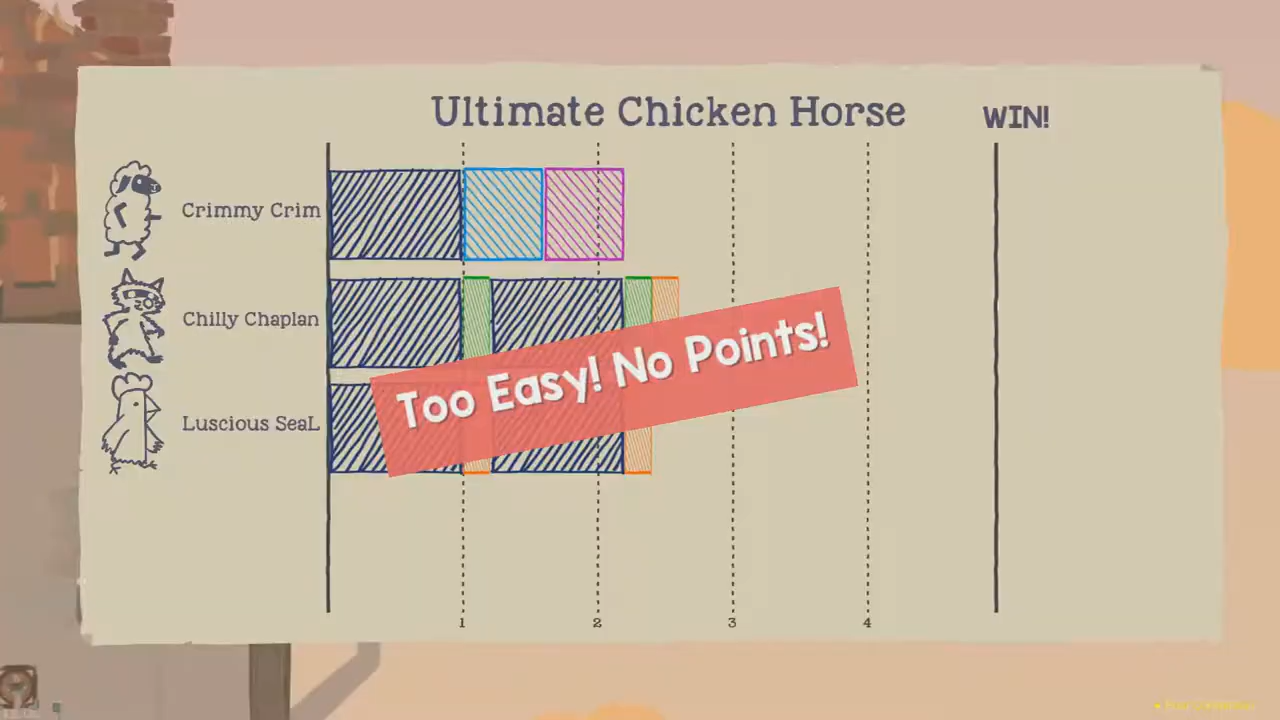 Ultimate Chicken Horse
WIN!
Crimmy Crim
Chilly Chaplan
Luscious SeaL
Too Easy! No Points!
1 2 3 4